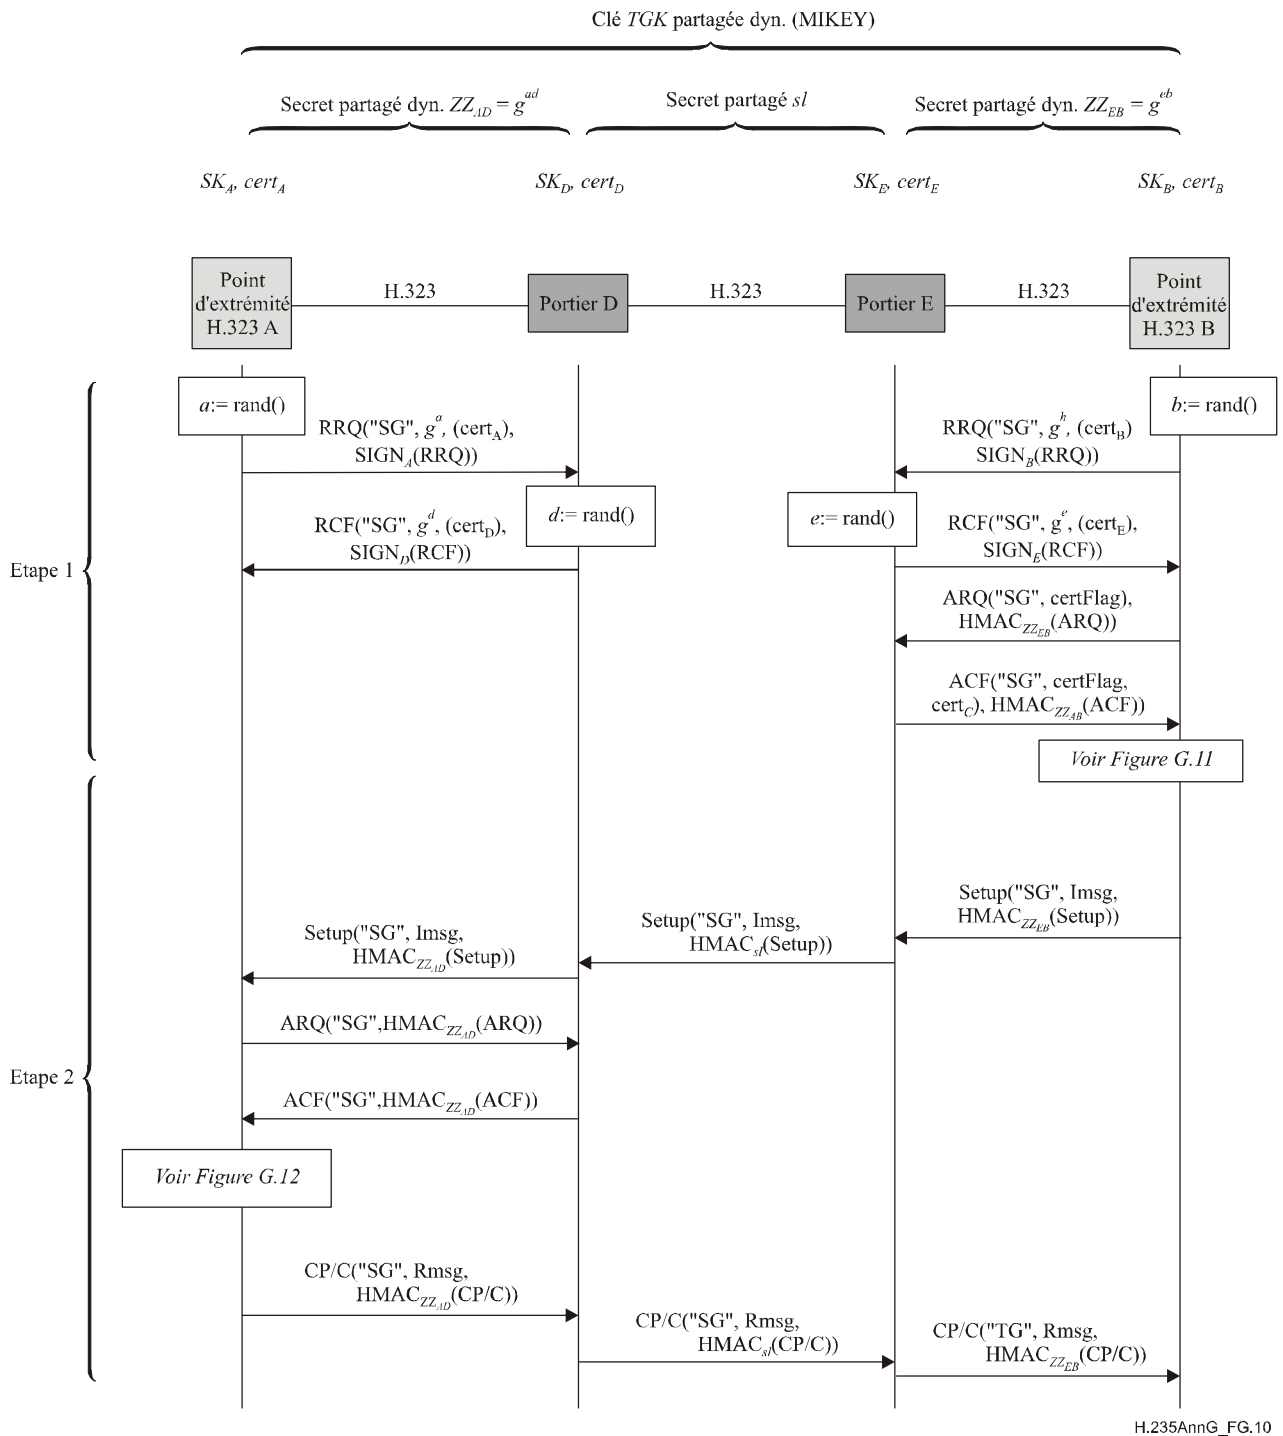 Clé TGK partagée dyn. (MIKEY)
Secret partagé dyn. ZZ_AD = g^ad
Secret partagé sl
Secret partagé dyn. ZZ_EB = g^eb
SK_A, cert_A
SK_D, cert_D
SK_E, cert_E
SK_B, cert_B
Point
d'extrémité
H.323 A
H.323
Portier D
H.323
Portier E
H.323
Point
d'extrémité
H.323 B
Etape 1
a:= rand()
b:= rand()
RRQ("SG", g^a, (cert_A),
SIGN_A(RRQ))
RRQ("SG", g^h, (cert_B)
SIGN_B(RRQ))
d:= rand()
e:= rand()
RCF("SG", g^d, (cert_D),
SIGN_D(RCF))
RCF("SG", g^e, (cert_E),
SIGN_E(RCF))
ARQ("SG", certFlag),
HMAC_ZZ_EB(ARQ))
ACF("SG", certFlag,
cert_C), HMAC_ZZ_AB(ACF))
Voir Figure G.11
Etape 2
Setup("SG", Imsg,
HMAC_ZZ_EB(Setup))
Setup("SG", Imsg,
HMAC_sl(Setup))
Setup("SG", Imsg,
HMAC_ZZ_AD(Setup))
ARQ("SG",HMAC_ZZ_AD(ARQ))
ACF("SG",HMAC_ZZ_AD(ACF))
Voir Figure G.12
CP/C("SG", Rmsg,
HMAC_ZZ_AD(CP/C))
CP/C("SG", Rmsg,
HMAC_sl(CP/C))
CP/C("TG", Rmsg,
HMAC_ZZ_EB(CP/C))
H.235AnnG_FG.10